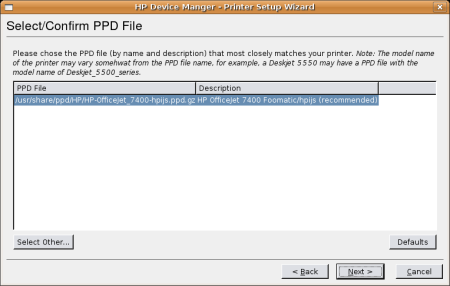 HP Device Manger - Printer Setup Wizard
Select/Confirm PPD File
Please chose the PPD file (by name and description) that most closely matches your printer. Note: The model name
of the printer may vary somehwat from the PPD file name, for example, a Deskjet 5550 may have a PPD file with the
model name of Deskjet_5500_series.
PPD File Description
/usr/share/ppd/HP/HP-OfficeJet_7400-hpijs.ppd.gz HP OfficeJet 7400 Foomatic/hpijs (recommended)
Select Other... Defaults
< Back Next > Cancel